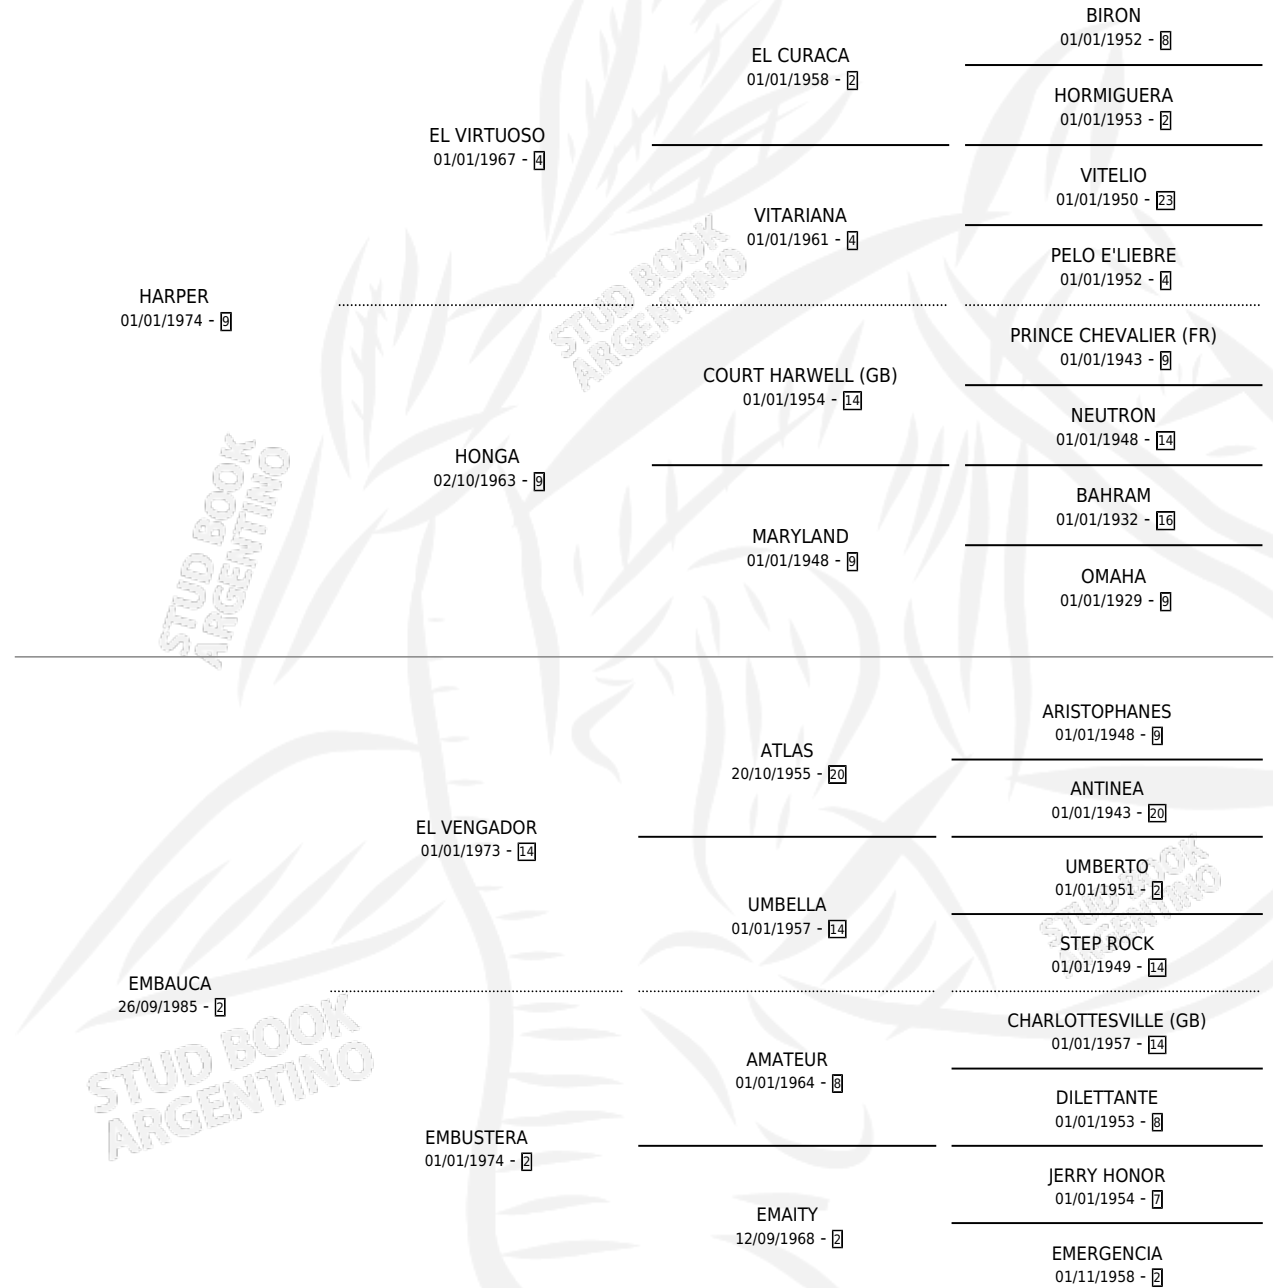 BIRON
01/01/1952 - 8
EL CURACA
01/01/1958 - 2
HORMIGUERA
01/01/1953 - 2
EL VIRTUOSO
01/01/1967 - 4
VITELIO
01/01/1950 - 23
VITARIANA
01/01/1961 - 4
PELO E'LIEBRE
01/01/1952 - 4
HARPER
01/01/1974 - 9
PRINCE CHEVALIER (FR)
01/01/1943 - 9
COURT HARWELL (GB)
01/01/1954 - 14
NEUTRON
01/01/1948 - 14
HONGA
02/10/1963 - 9
BAHRAM
01/01/1932 - 16
MARYLAND
01/01/1948 - 9
OMAHA
01/01/1929 - 9
ARISTOPHANES
01/01/1948 - 9
ATLAS
20/10/1955 - 20
ANTINEA
01/01/1943 - 20
EL VENGADOR
01/01/1973 - 14
UMBERTO
01/01/1951 - 2
UMBELLA
01/01/1957 - 14
STEP ROCK
01/01/1949 - 14
EMBAUCA
26/09/1985 - 2
CHARLOTTESVILLE (GB)
01/01/1957 - 14
AMATEUR
01/01/1964 - 8
DILETTANTE
01/01/1953 - 8
EMBUSTERA
01/01/1974 - 2
JERRY HONOR
01/01/1954 - 7
EMAITY
12/09/1968 - 2
EMERGENCIA
01/11/1958 - 2
STUD BOOK
ARGENTINO
STUD BOOK
ARGENTINO
STUD BOOK
ARGENTINO
STUD BOOK
ARGENTINO